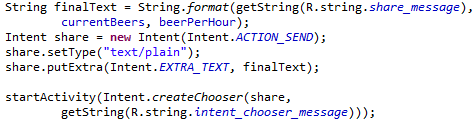 String finalText = String.format(getString(R.string.share_message),
        currentBeers, beerPerHour);
Intent share = new Intent(Intent.ACTION_SEND);
share.setType("text/plain");
share.putExtra(Intent.EXTRA_TEXT, finalText);

startActivity(Intent.createChooser(share,
        getString(R.string.intent_chooser_message)));